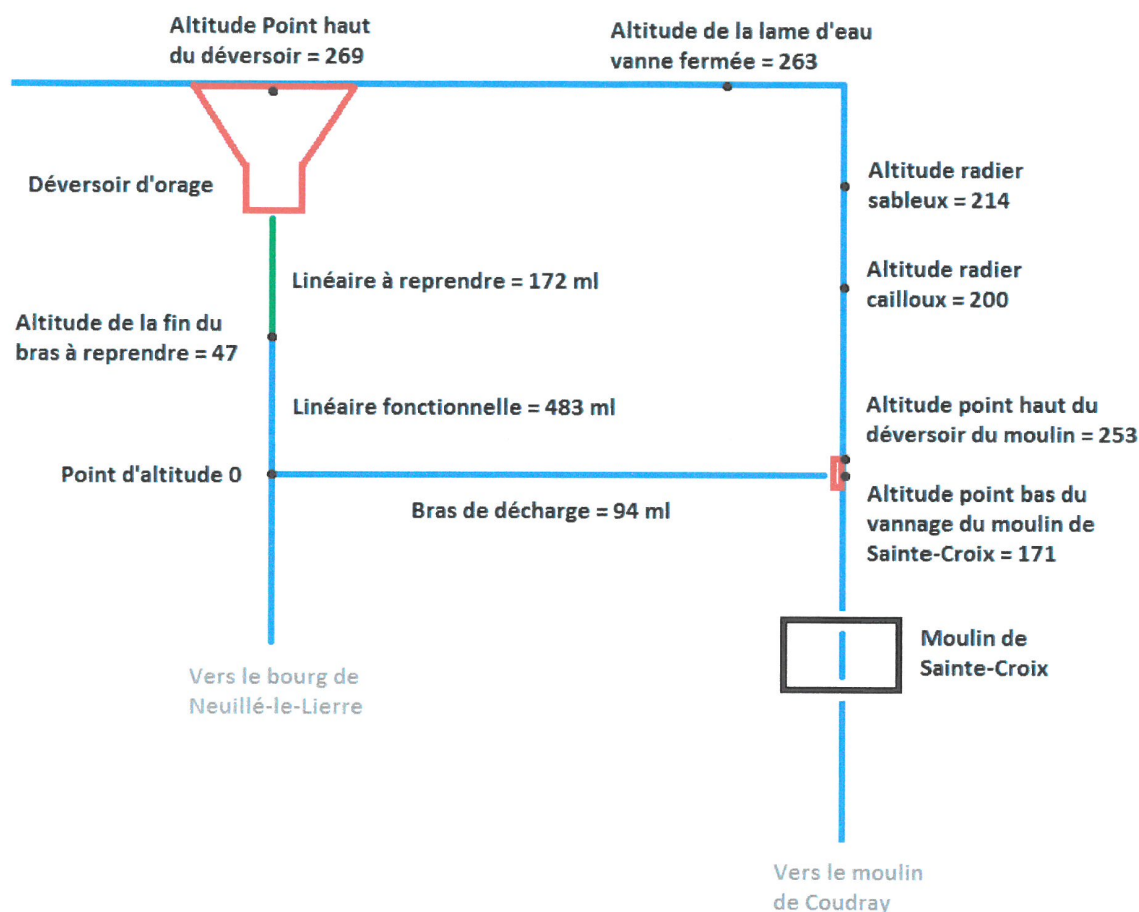 Altitude Point haut
du déversoir = 269
Altitude de la lame d'eau
vanne fermée = 263
Déversoir d'orage
Altitude radier
sableux = 214
Linéaire à reprendre = 172 ml
Altitude radier
cailloux = 200
Altitude de la fin du
bras à reprendre = 47
Linéaire fonctionnelle = 483 ml
Altitude point haut du
déversoir du moulin = 253
Point d'altitude 0
Bras de décharge = 94 ml
Altitude point bas du
vannage du moulin de
Sainte-Croix = 171
Moulin de
Sainte-Croix
Vers le bourg de
Neuillé-le-Lierre
Vers le moulin
de Coudray